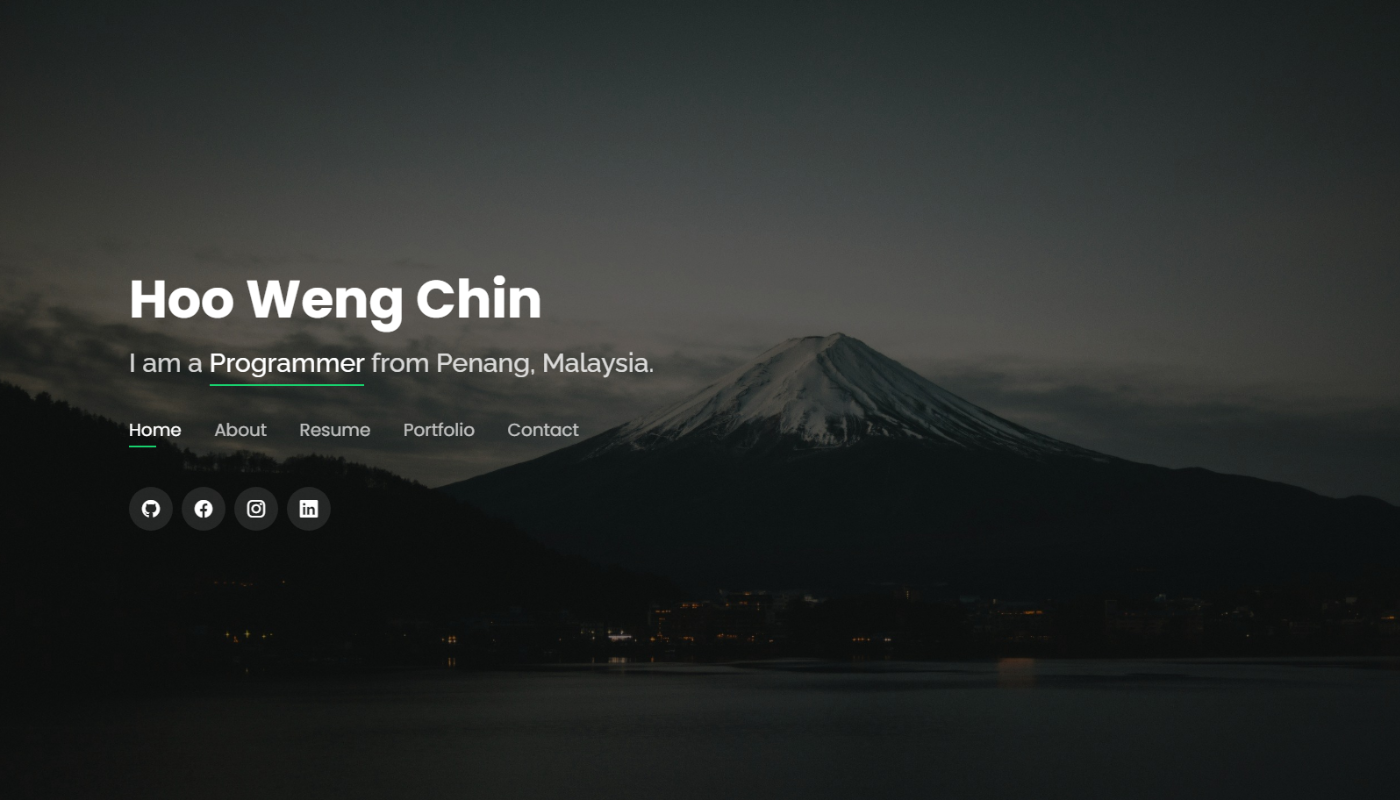 Hoo Weng Chin
I am a Programmer from Penang, Malaysia.
Home About Resume Portfolio Contact